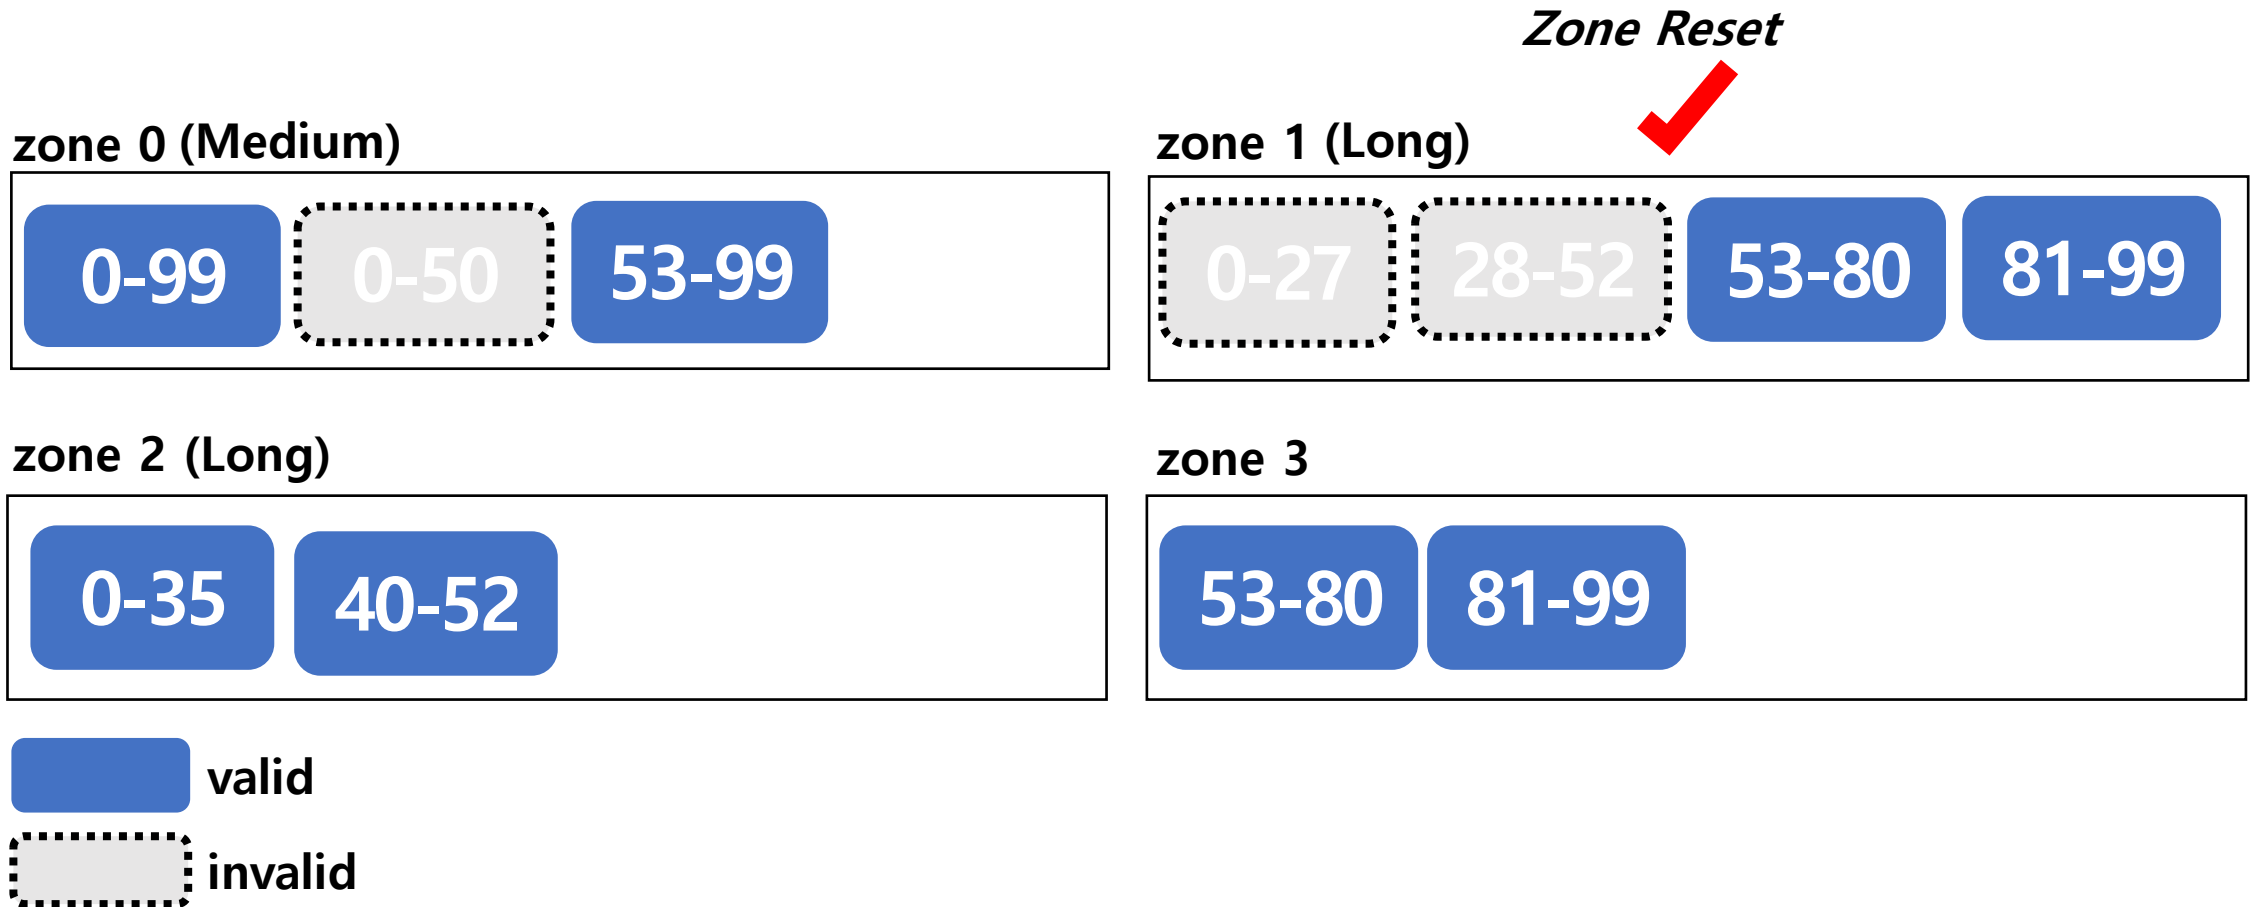 Zone Reset
zone 0 (Medium)
0-99 0-50 53-99
zone 1 (Long)
0-27 28-52 53-80 81-99
zone 2 (Long)
0-35 40-52
zone 3
53-80 81-99
valid
invalid